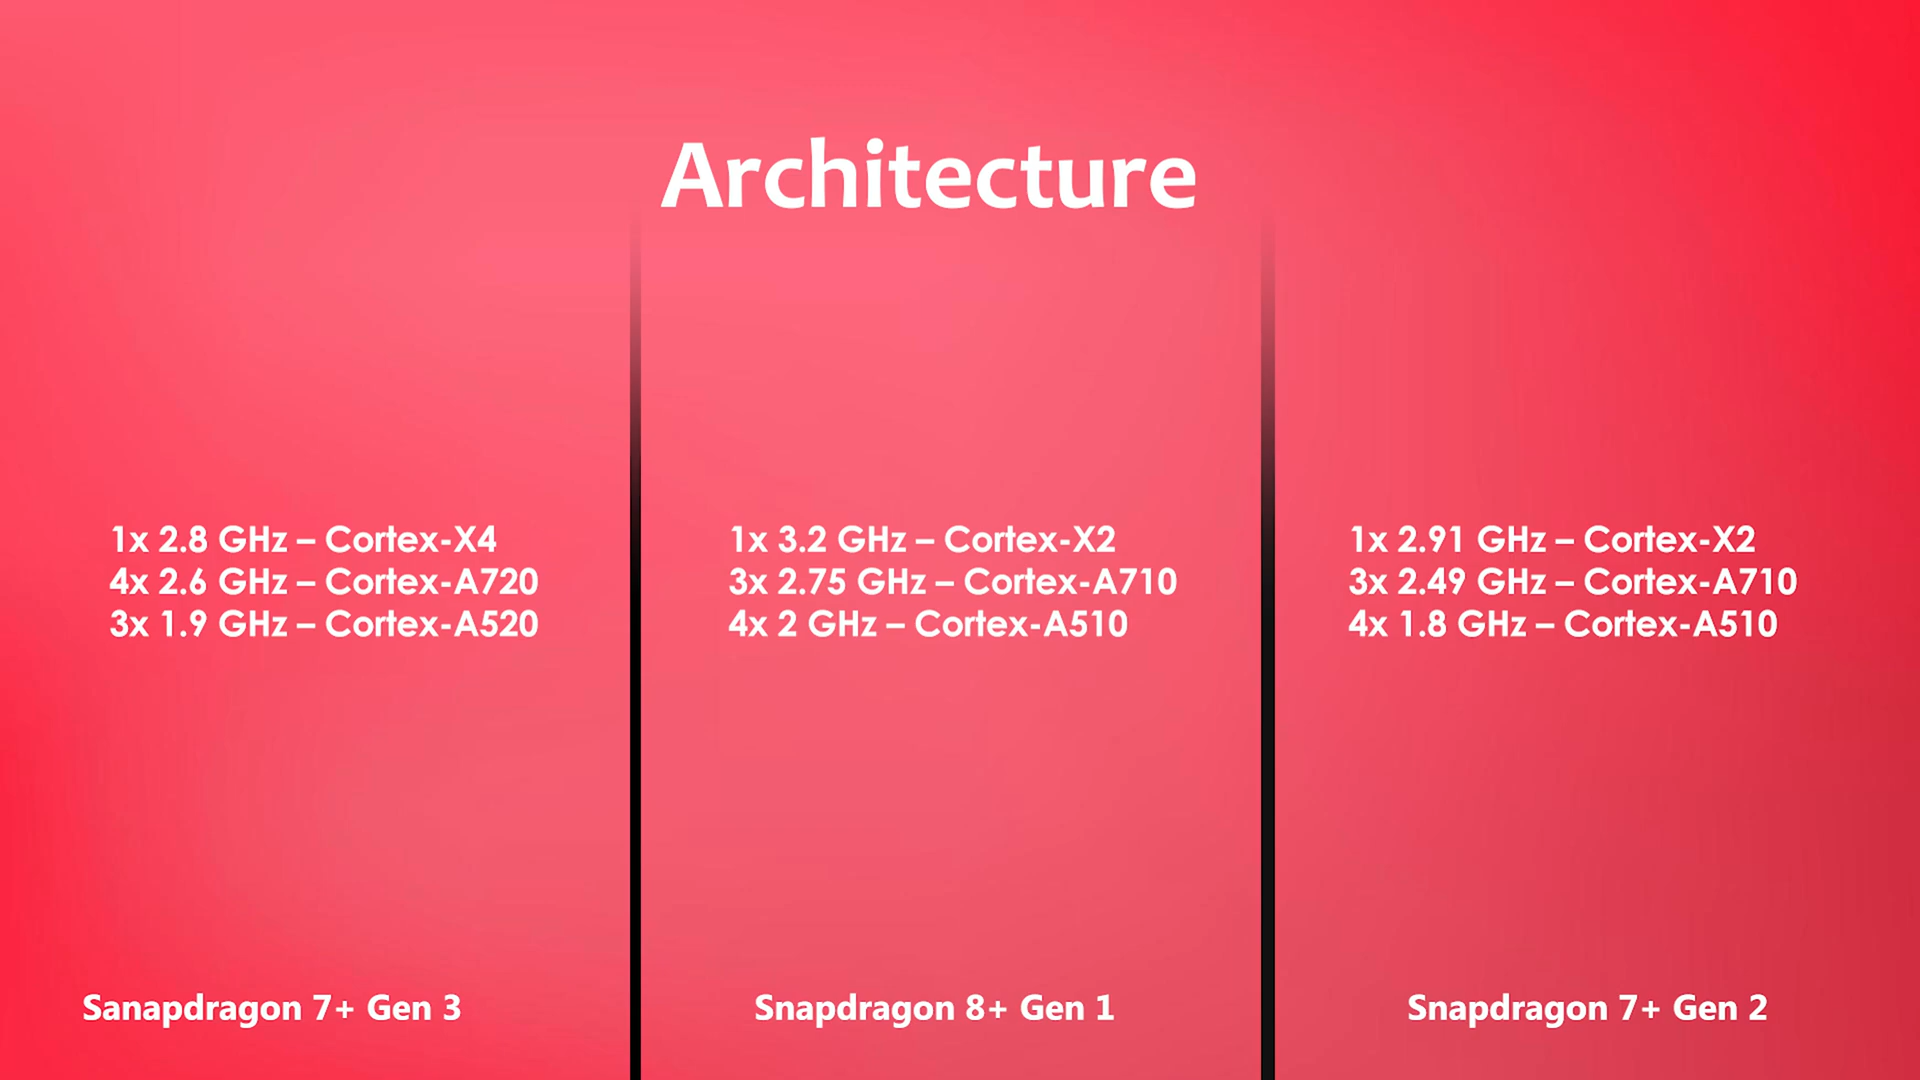 Architecture
1x 2.8 GHz – Cortex-X4
4x 2.6 GHz – Cortex-A720
3x 1.9 GHz – Cortex-A520
Sanapdragon 7+ Gen 3
1x 3.2 GHz – Cortex-X2
3x 2.75 GHz – Cortex-A710
4x 2 GHz – Cortex-A510
Snapdragon 8+ Gen 1
1x 2.91 GHz – Cortex-X2
3x 2.49 GHz – Cortex-A710
4x 1.8 GHz – Cortex-A510
Snapdragon 7+ Gen 2